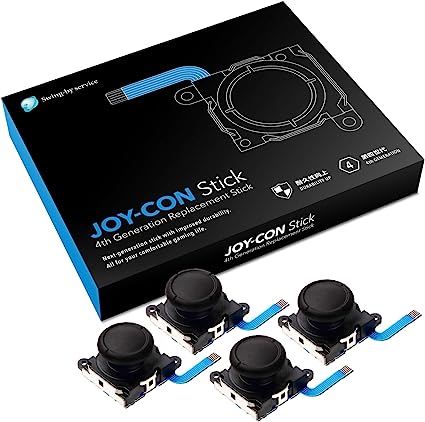 Swing-by service
JOY-CON Stick
4th Generation Replacement Stick
Next-generation stick with improved durability.
All for your comfortable gaming life.
耐久性向上
DURABILITY UP
4
第四世代
4th GENERATION
JOY-CON Stick
4th Generation Replacement Stick